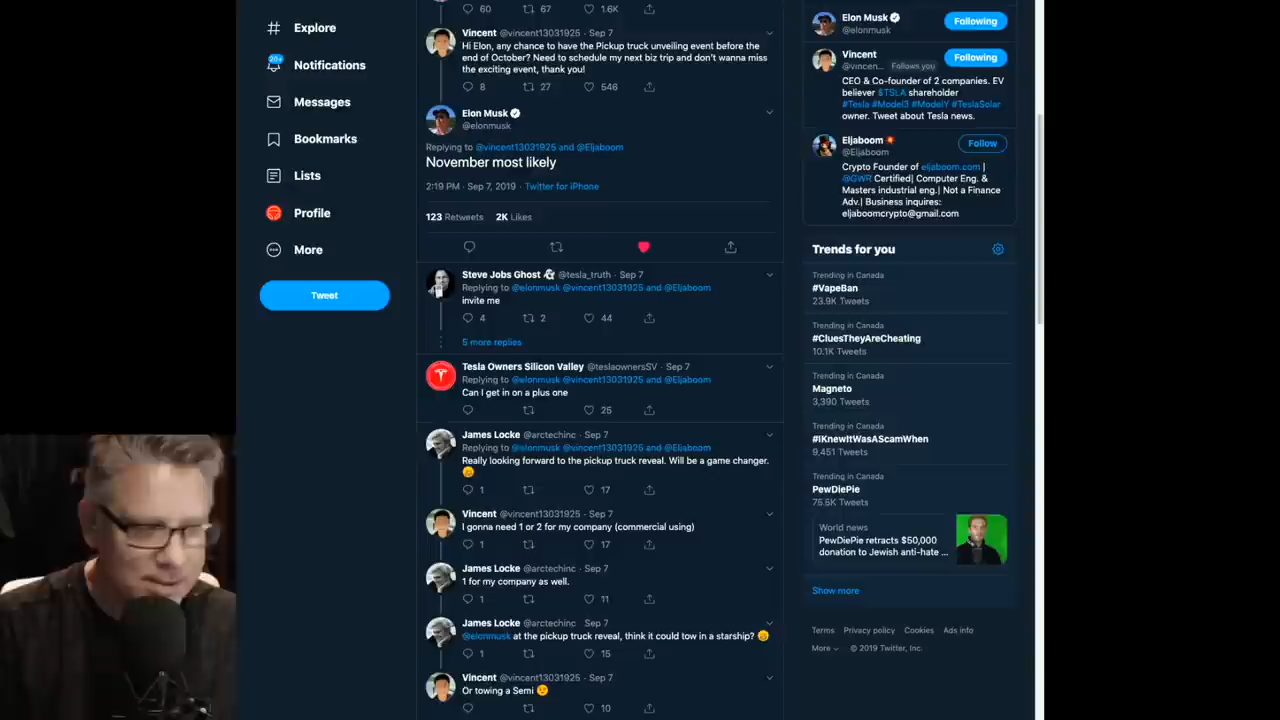 Explore
20+
Notifications
Messages
Bookmarks
Lists
Profile
More
Tweet
60 67 1.6K
Vincent @vincent13031925 · Sep 7
Hi Elon, any chance to have the Pickup truck unveiling event before the
end of October? Need to schedule my next biz trip and don't wanna miss
the exciting event, thank you!
8 27 546
Elon Musk
@elonmusk
Replying to @vincent13031925 and @Eljaboom
November most likely
2:19 PM · Sep 7, 2019 · Twitter for iPhone
123 Retweets 2K Likes
Steve Jobs Ghost 👻 @tesla_truth · Sep 7
Replying to @elonmusk @vincent13031925 and @Eljaboom
invite me
4 2 44
5 more replies
Tesla Owners Silicon Valley @teslaownersSV · Sep 7
Replying to @elonmusk @vincent13031925 and @Eljaboom
Can I get in on a plus one
25
James Locke @arctechinc · Sep 7
Replying to @elonmusk @vincent13031925 and @Eljaboom
Really looking forward to the pickup truck reveal. Will be a game changer.
1 17
Vincent @vincent13031925 · Sep 7
I gonna need 1 or 2 for my company (commercial using)
1 17
James Locke @arctechinc · Sep 7
1 for my company as well.
1 11
James Locke @arctechinc · Sep 7
@elonmusk at the pickup truck reveal, think it could tow in a starship?
1 15
Vincent @vincent13031925 · Sep 7
Or towing a Semi
10
Elon Musk
@elonmusk
Following
Vincent
@vincen... Follows you
Following
CEO & Co-founder of 2 companies. EV
believer $TSLA shareholder
#Tesla #Model3 #ModelY #TeslaSolar
owner. Tweet about Tesla news.
Eljaboom
@Eljaboom
Follow
Crypto Founder of eljaboom.com |
@GWR Certified| Computer Eng. &
Masters industrial eng.| Not a Finance
Adv.| Business inquires:
eljaboomcrypto@gmail.com
Trends for you
Trending in Canada
#VapeBan
23.9K Tweets
Trending in Canada
#CluesTheyAreCheating
10.1K Tweets
Trending in Canada
Magneto
3,390 Tweets
Trending in Canada
#iKnewItWasAScamWhen
9,451 Tweets
Trending in Canada
PewDiePie
75.5K Tweets
World news
PewDiePie retracts $50,000
donation to Jewish anti-hate ...
Show more
Terms Privacy policy Cookies Ads info
More © 2019 Twitter, Inc.